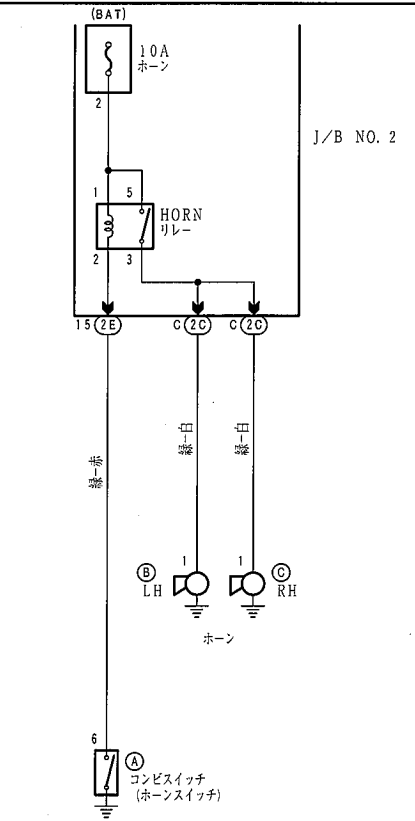 (BAT)
10A
ホーン
2
J/B NO. 2
1 5
HORN
リレー
2 3
15 2E C 2C C 2C
緑−赤
緑−白
緑−白
1 1
B
LH
C
RH
ホーン
6
A
コンビスイッチ
(ホーンスイッチ)